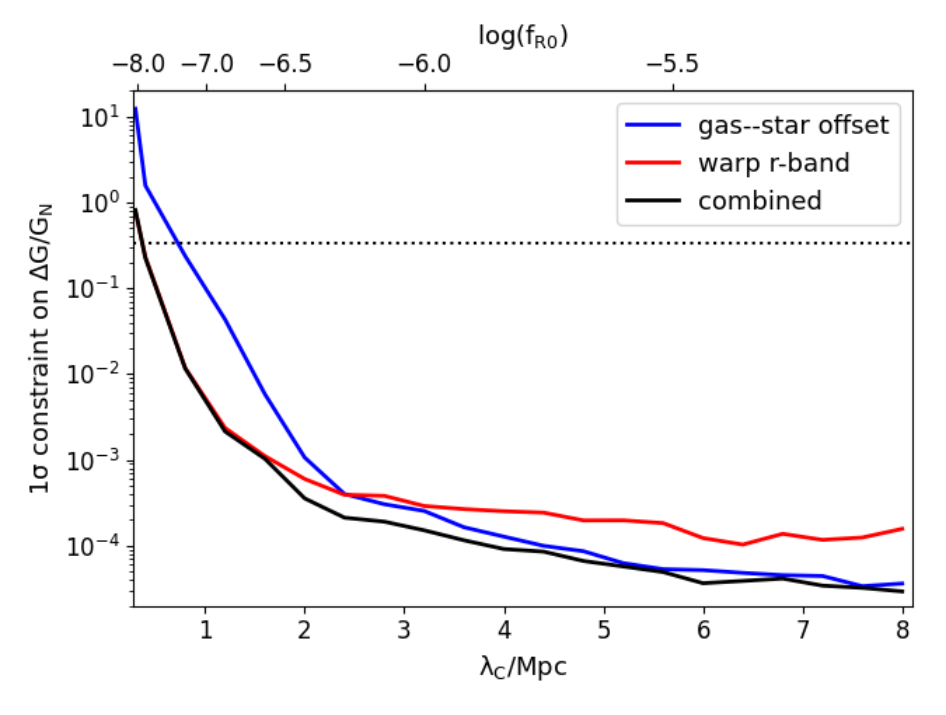 log(f_R0)
−8.0 −7.0 −6.5 −6.0 −5.5
gas--star offset
warp r-band
combined
1σ constraint on ΔG/G_N
10^1
10^0
10^−1
10^−2
10^−3
10^−4
1 2 3 4 5 6 7 8
λ_C/Mpc